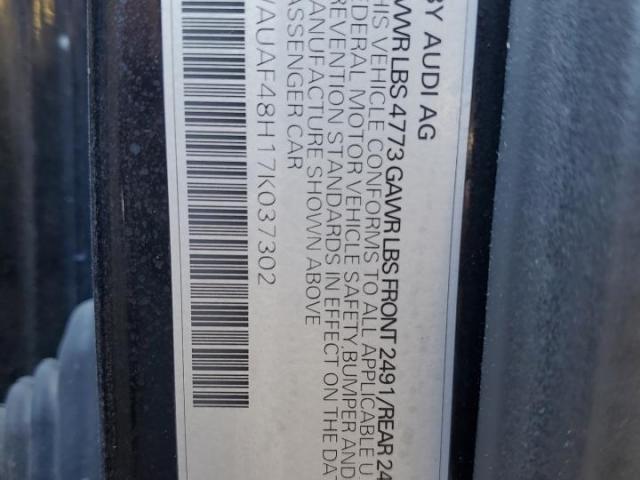 BY AUDI AG
GVWR LBS 4773 GAWR LBS FRONT 2491/REAR 24
THIS VEHICLE CONFORMS TO ALL APPLICABLE U
FEDERAL MOTOR VEHICLE SAFETY BUMPER AND
PREVENTION STANDARDS IN EFFECT ON THE DAT
MANUFACTURE SHOWN ABOVE
PASSENGER CAR
WAUAF48H17K037302